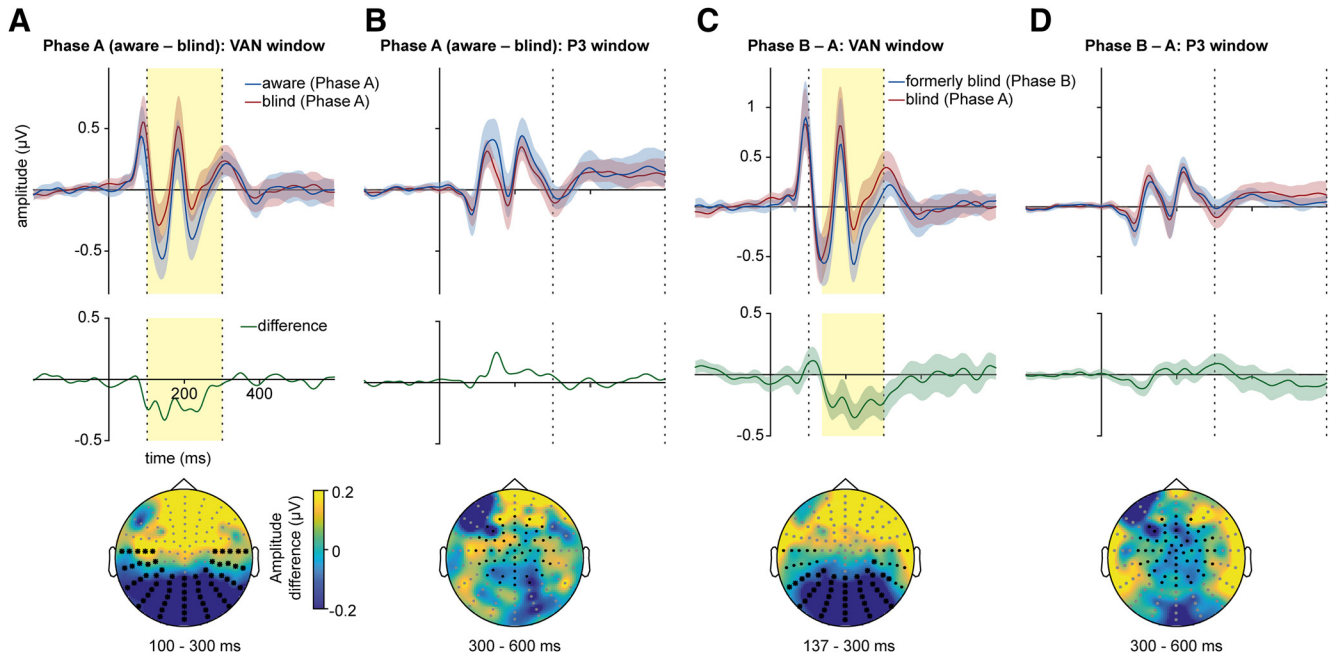 A
Phase A (aware – blind): VAN window
aware (Phase A)
blind (Phase A)
0.5
-0.5
amplitude (µV)
0.5
difference
200
400
-0.5
time (ms)
0.2
0
-0.2
Amplitude
difference (µV)
100 - 300 ms
B
Phase A (aware – blind): P3 window
300 - 600 ms
C
Phase B – A: VAN window
formerly blind (Phase B)
blind (Phase A)
1
0.5
0
-0.5
0.5
0
-0.5
137 - 300 ms
D
Phase B – A: P3 window
300 - 600 ms